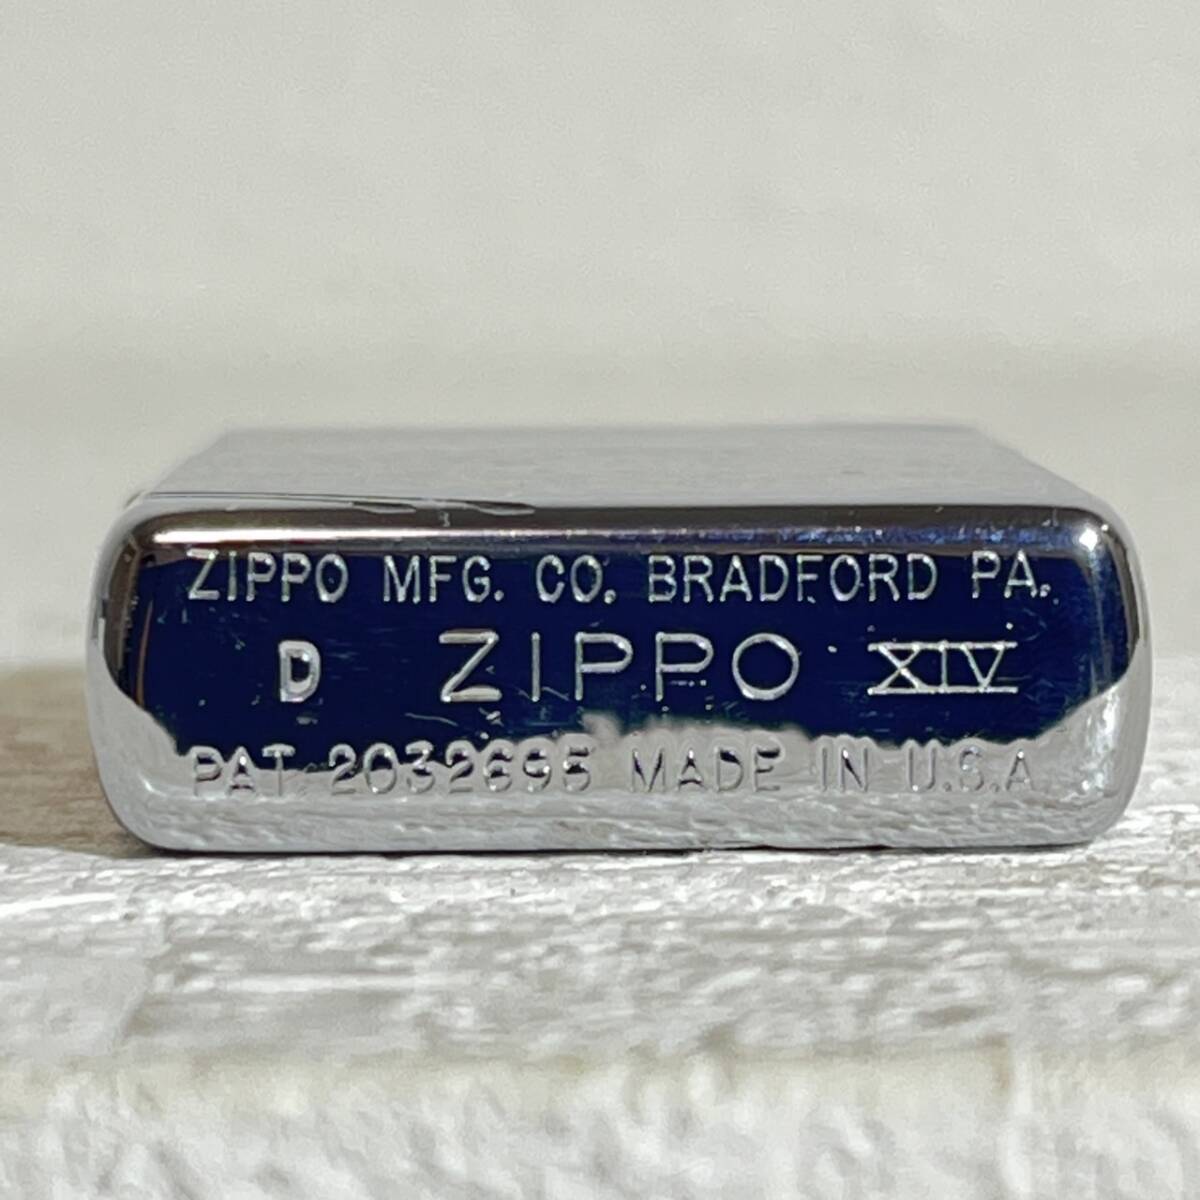 ZIPPO MFG. CO. BRADFORD PA.
D ZIPPO XIV
PAT. 2032695 MADE IN U.S.A